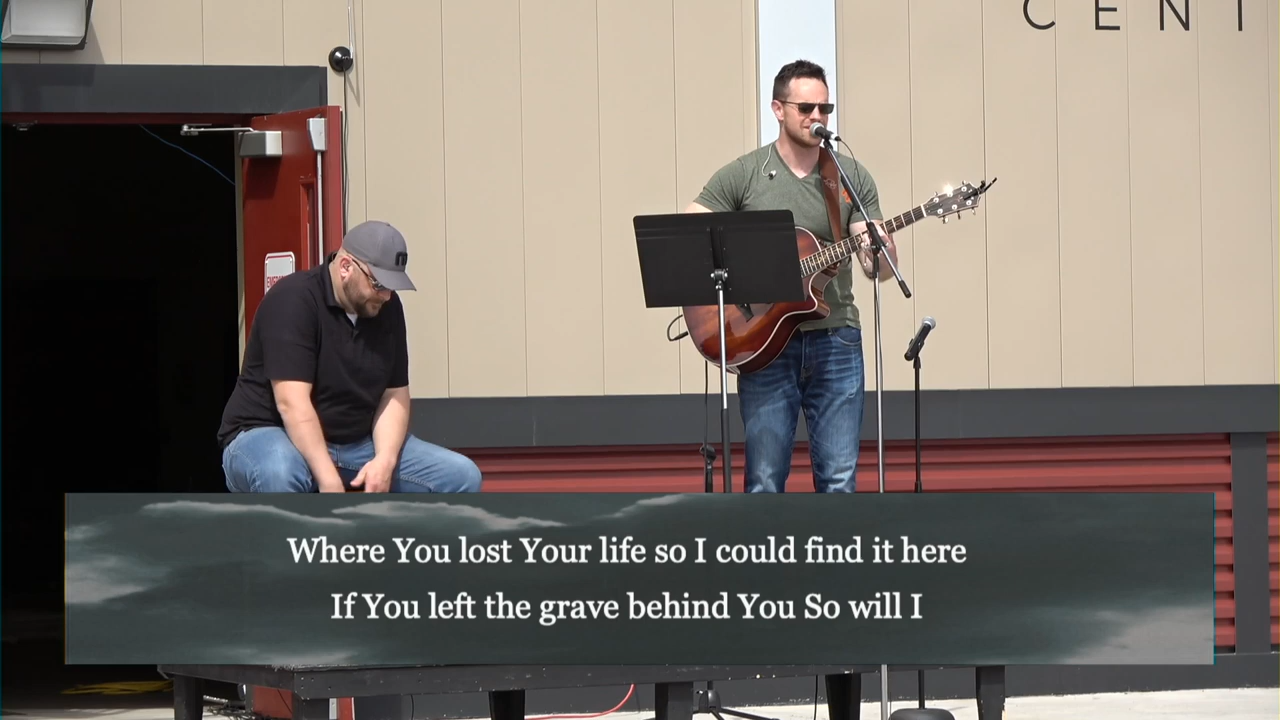 CENT
Where You lost Your life so I could find it here
If You left the grave behind You So will I